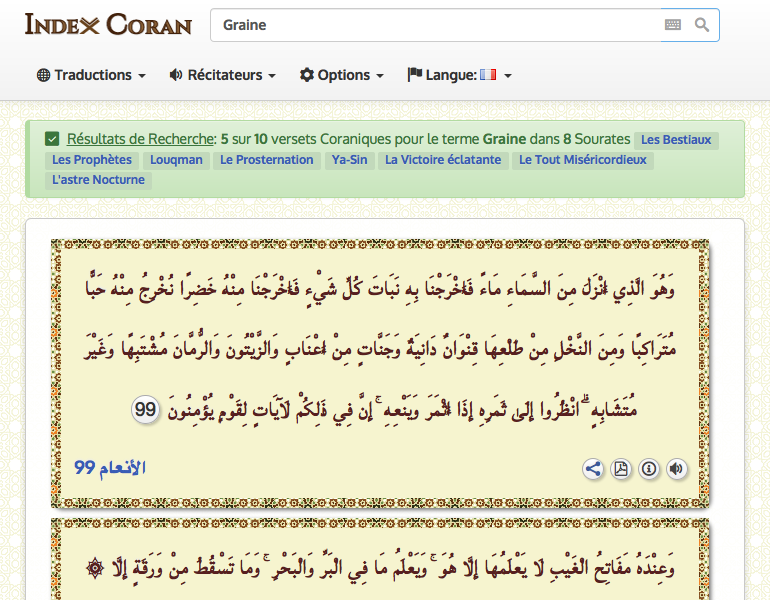 Index Coran
Graine
Traductions Récitateurs Options Langue:
Résultats de Recherche: 5 sur 10 versets Coraniques pour le terme Graine dans 8 Sourates Les Bestiaux
Les Prophètes Louqman Le Prosternation Ya-Sin La Victoire éclatante Le Tout Miséricordieux
L'astre Nocturne
وَهُوَ الَّذِي أَنْزَلَ مِنَ السَّمَاءِ مَاءً فَأَخْرَجْنَا بِهِ نَبَاتَ كُلِّ شَيْءٍ فَأَخْرَجْنَا مِنْهُ خَضِرًا نُخْرِجُ مِنْهُ حَبًّا
مُتَرَاكِبًا وَمِنَ النَّخْلِ مِنْ طَلْعِهَا قِنْوَانٌ دَانِيَةٌ وَجَنَّاتٍ مِنْ أَعْنَابٍ وَالزَّيْتُونَ وَالرُّمَّانَ مُشْتَبِهًا وَغَيْرَ
مُتَشَابِهٍ ۗ انْظُرُوا إِلَىٰ ثَمَرِهِ إِذَا أَثْمَرَ وَيَنْعِهِ ۚ إِنَّ فِي ذَٰلِكُمْ لَآيَاتٍ لِقَوْمٍ يُؤْمِنُونَ 99
الأنعام 99
وَعِنْدَهُ مَفَاتِحُ الْغَيْبِ لَا يَعْلَمُهَا إِلَّا هُوَ ۚ وَيَعْلَمُ مَا فِي الْبَرِّ وَالْبَحْرِ ۚ وَمَا تَسْقُطُ مِنْ وَرَقَةٍ إِلَّا ۞